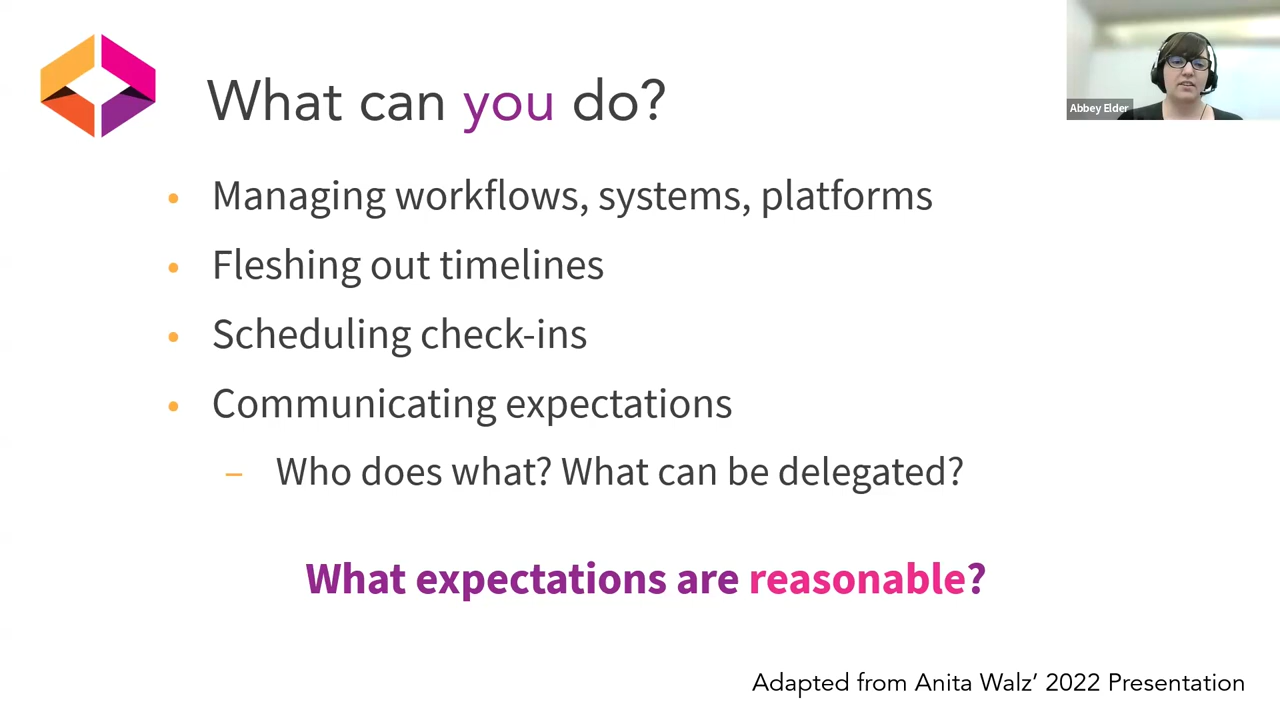 What can you do?
Abbey Elder
• Managing workflows, systems, platforms
• Fleshing out timelines
• Scheduling check-ins
• Communicating expectations
– Who does what? What can be delegated?
What expectations are reasonable?
Adapted from Anita Walz’ 2022 Presentation